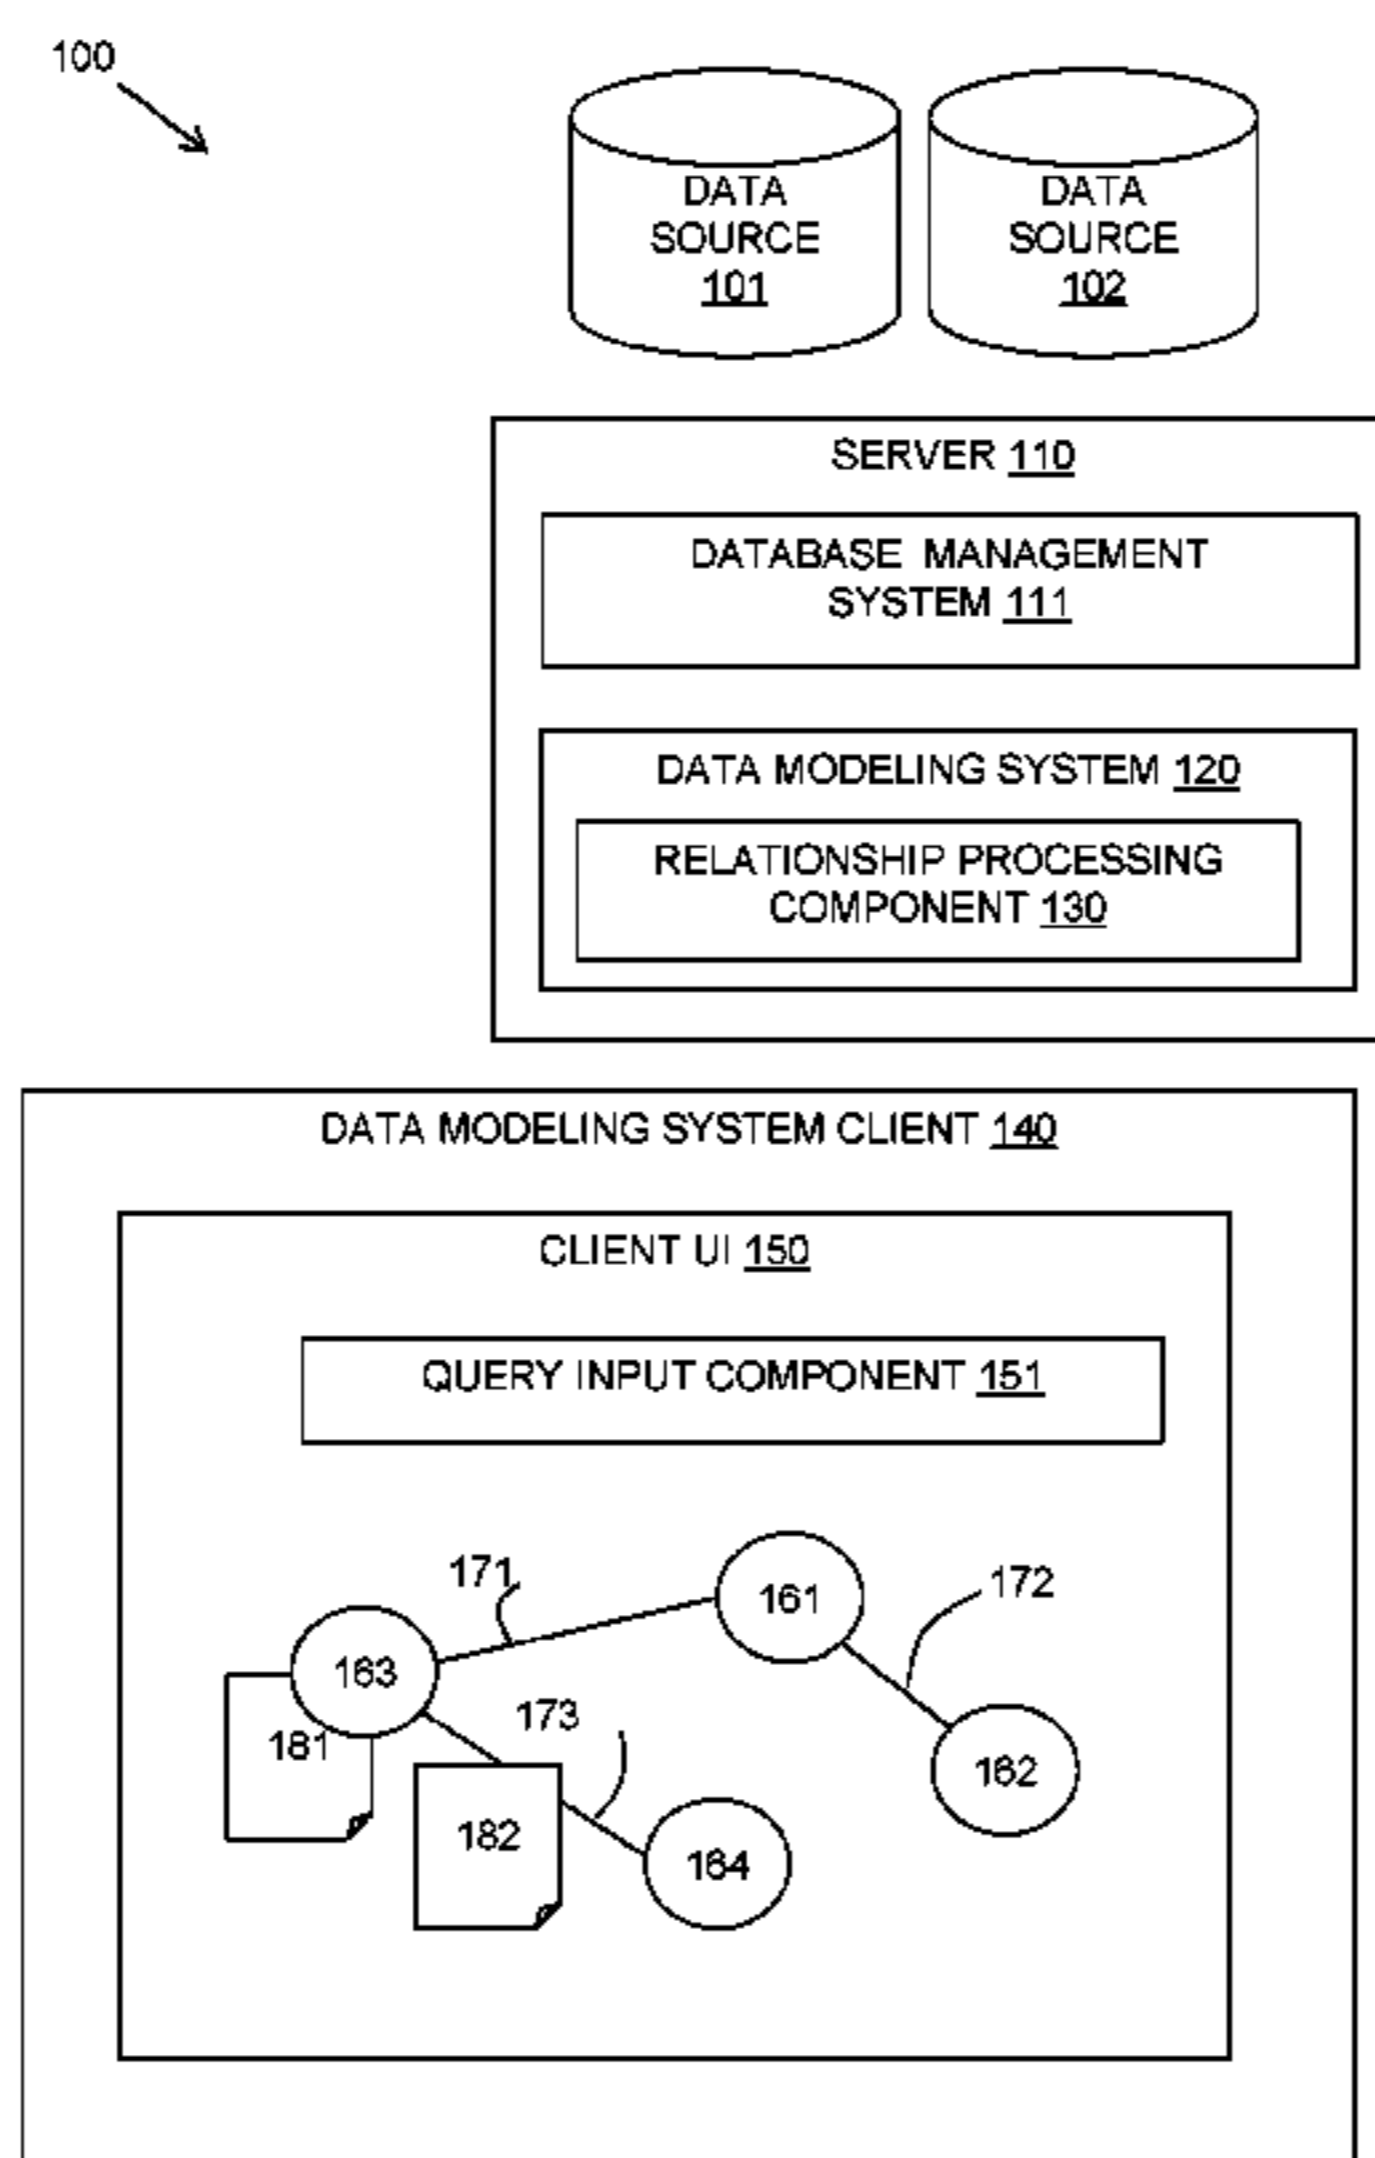 100
DATA
SOURCE
101
DATA
SOURCE
102
SERVER 110
DATABASE MANAGEMENT
SYSTEM 111
DATA MODELING SYSTEM 120
RELATIONSHIP PROCESSING
COMPONENT 130
DATA MODELING SYSTEM CLIENT 140
CLIENT UI 150
QUERY INPUT COMPONENT 151
171
161
172
163
173
181
162
182
164